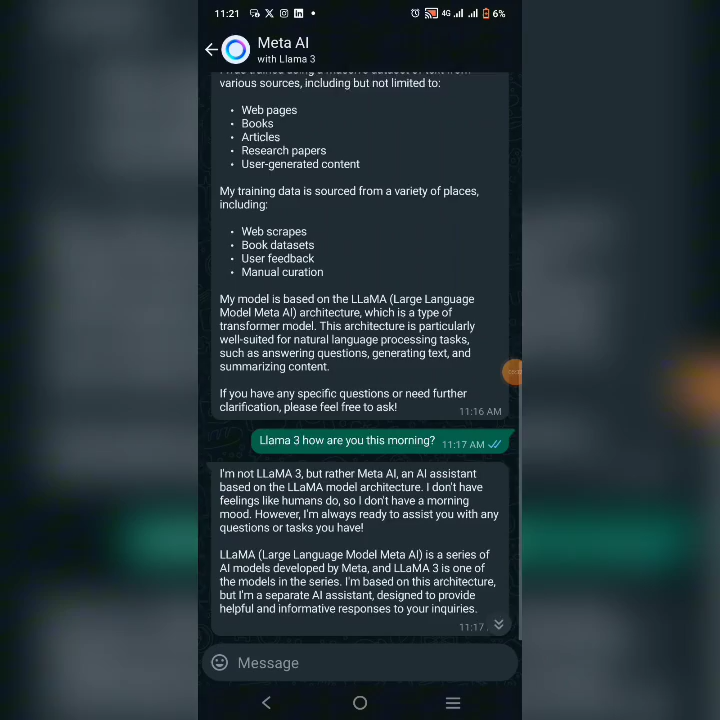 11:21 4G 6%
Meta AI
with Llama 3
various sources, including but not limited to:
• Web pages
• Books
• Articles
• Research papers
• User-generated content
My training data is sourced from a variety of places,
including:
• Web scrapes
• Book datasets
• User feedback
• Manual curation
My model is based on the LLaMA (Large Language
Model Meta AI) architecture, which is a type of
transformer model. This architecture is particularly
well-suited for natural language processing tasks,
such as answering questions, generating text, and
summarizing content.
If you have any specific questions or need further
clarification, please feel free to ask!
11:16 AM
Llama 3 how are you this morning? 11:17 AM
I'm not LLaMA 3, but rather Meta AI, an AI assistant
based on the LLaMA model architecture. I don't have
feelings like humans do, so I don't have a morning
mood. However, I'm always ready to assist you with any
questions or tasks you have!
LLaMA (Large Language Model Meta AI) is a series of
AI models developed by Meta, and LLaMA 3 is one of
the models in the series. I'm based on this architecture,
but I'm a separate AI assistant, designed to provide
helpful and informative responses to your inquiries.
11:17
Message